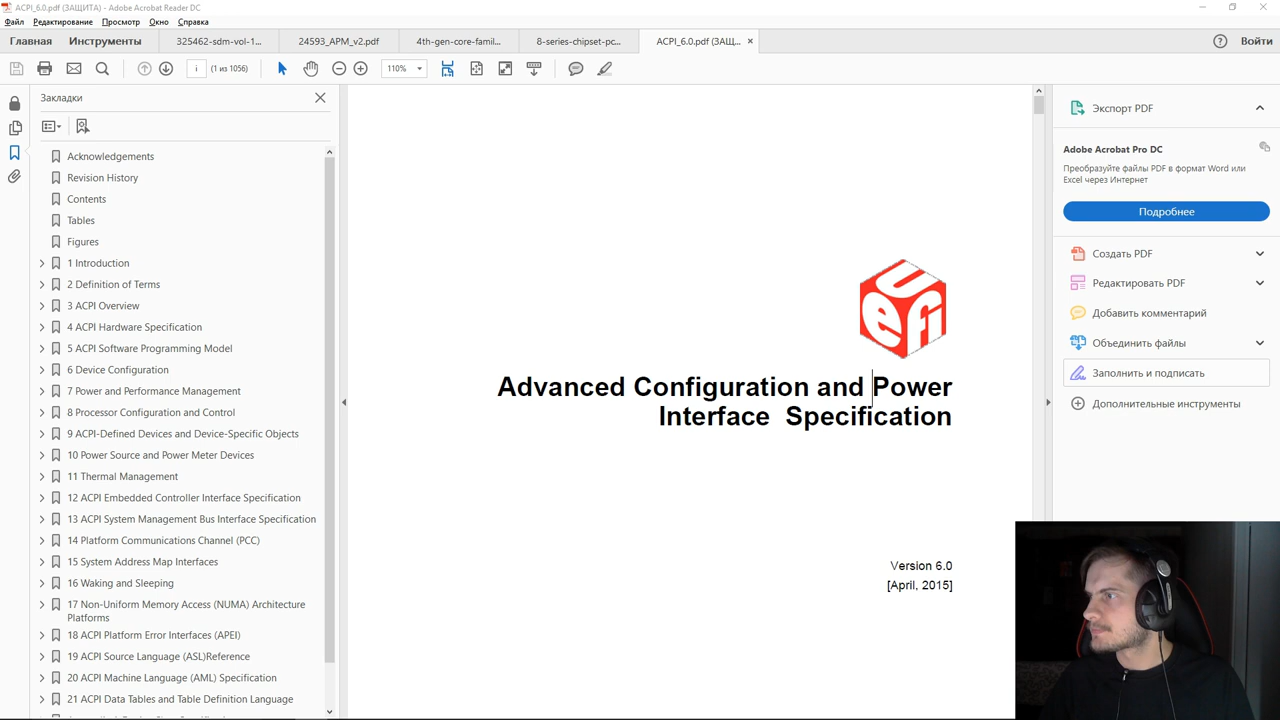 ACPI_6.0.pdf (ЗАЩИТА) - Adobe Acrobat Reader DC
Файл Редактирование Просмотр Окно Справка
Главная Инструменты 325462-sdm-vol-1... 24593_APM_v2.pdf 4th-gen-core-famil... 8-series-chipset-pc... ACPI_6.0.pdf (ЗАЩ... ×
Войти
i (1 из 1056) 110%
Закладки
Acknowledgements
Revision History
Contents
Tables
Figures
1 Introduction
2 Definition of Terms
3 ACPI Overview
4 ACPI Hardware Specification
5 ACPI Software Programming Model
6 Device Configuration
7 Power and Performance Management
8 Processor Configuration and Control
9 ACPI-Defined Devices and Device-Specific Objects
10 Power Source and Power Meter Devices
11 Thermal Management
12 ACPI Embedded Controller Interface Specification
13 ACPI System Management Bus Interface Specification
14 Platform Communications Channel (PCC)
15 System Address Map Interfaces
16 Waking and Sleeping
17 Non-Uniform Memory Access (NUMA) Architecture
Platforms
18 ACPI Platform Error Interfaces (APEI)
19 ACPI Source Language (ASL)Reference
20 ACPI Machine Language (AML) Specification
21 ACPI Data Tables and Table Definition Language
UEFI
Advanced Configuration and Power
Interface Specification
Version 6.0
[April, 2015]
Экспорт PDF
Adobe Acrobat Pro DC
Преобразуйте файлы PDF в формат Word или
Excel через Интернет
Подробнее
Создать PDF
Редактировать PDF
Добавить комментарий
Объединить файлы
Заполнить и подписать
Дополнительные инструменты